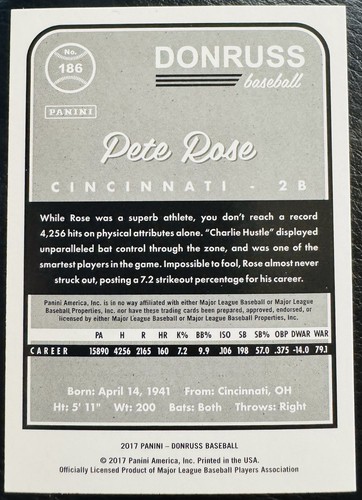 No.
186
DONRUSS
baseball
PANINI
Pete Rose
CINCINNATI - 2B
While Rose was a superb athlete, you don't reach a record
4,256 hits on physical attributes alone. "Charlie Hustle" displayed
unparalleled bat control through the zone, and was one of the
smartest players in the game. Impossible to fool, Rose almost never
struck out, posting a 7.2 strikeout percentage for his career.
Panini America, Inc. is in no way affiliated with either Major League Baseball or Major League
Baseball Properties, Inc. nor have these trading cards been prepared, approved, endorsed, or
licensed by either Major League Baseball or Major League Baseball Properties, Inc.
PA H R HR K% BB% ISO SB SB% OBP DWAR WAR
CAREER 15890 4256 2165 160 7.2 9.9 .106 198 57.0 .375 -14.0 79.1
Born: April 14, 1941 From: Cincinnati, OH
Ht: 5' 11" Wt: 200 Bats: Both Throws: Right
2017 PANINI – DONRUSS BASEBALL
© 2017 Panini America, Inc. Printed in the USA.
Officially Licensed Product of Major League Baseball Players Association